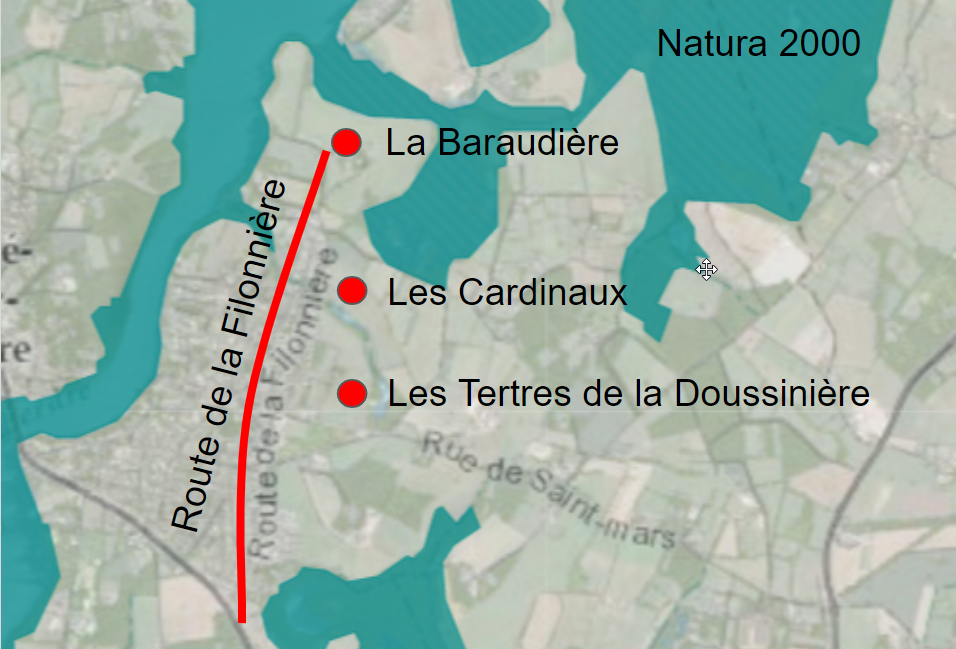 Natura 2000
La Baraudière
Route de la Filonnière
Route de la Filonnière
é-
Les Cardinaux
re
Les Tertres de la Doussinière
Rue de Saint-mars